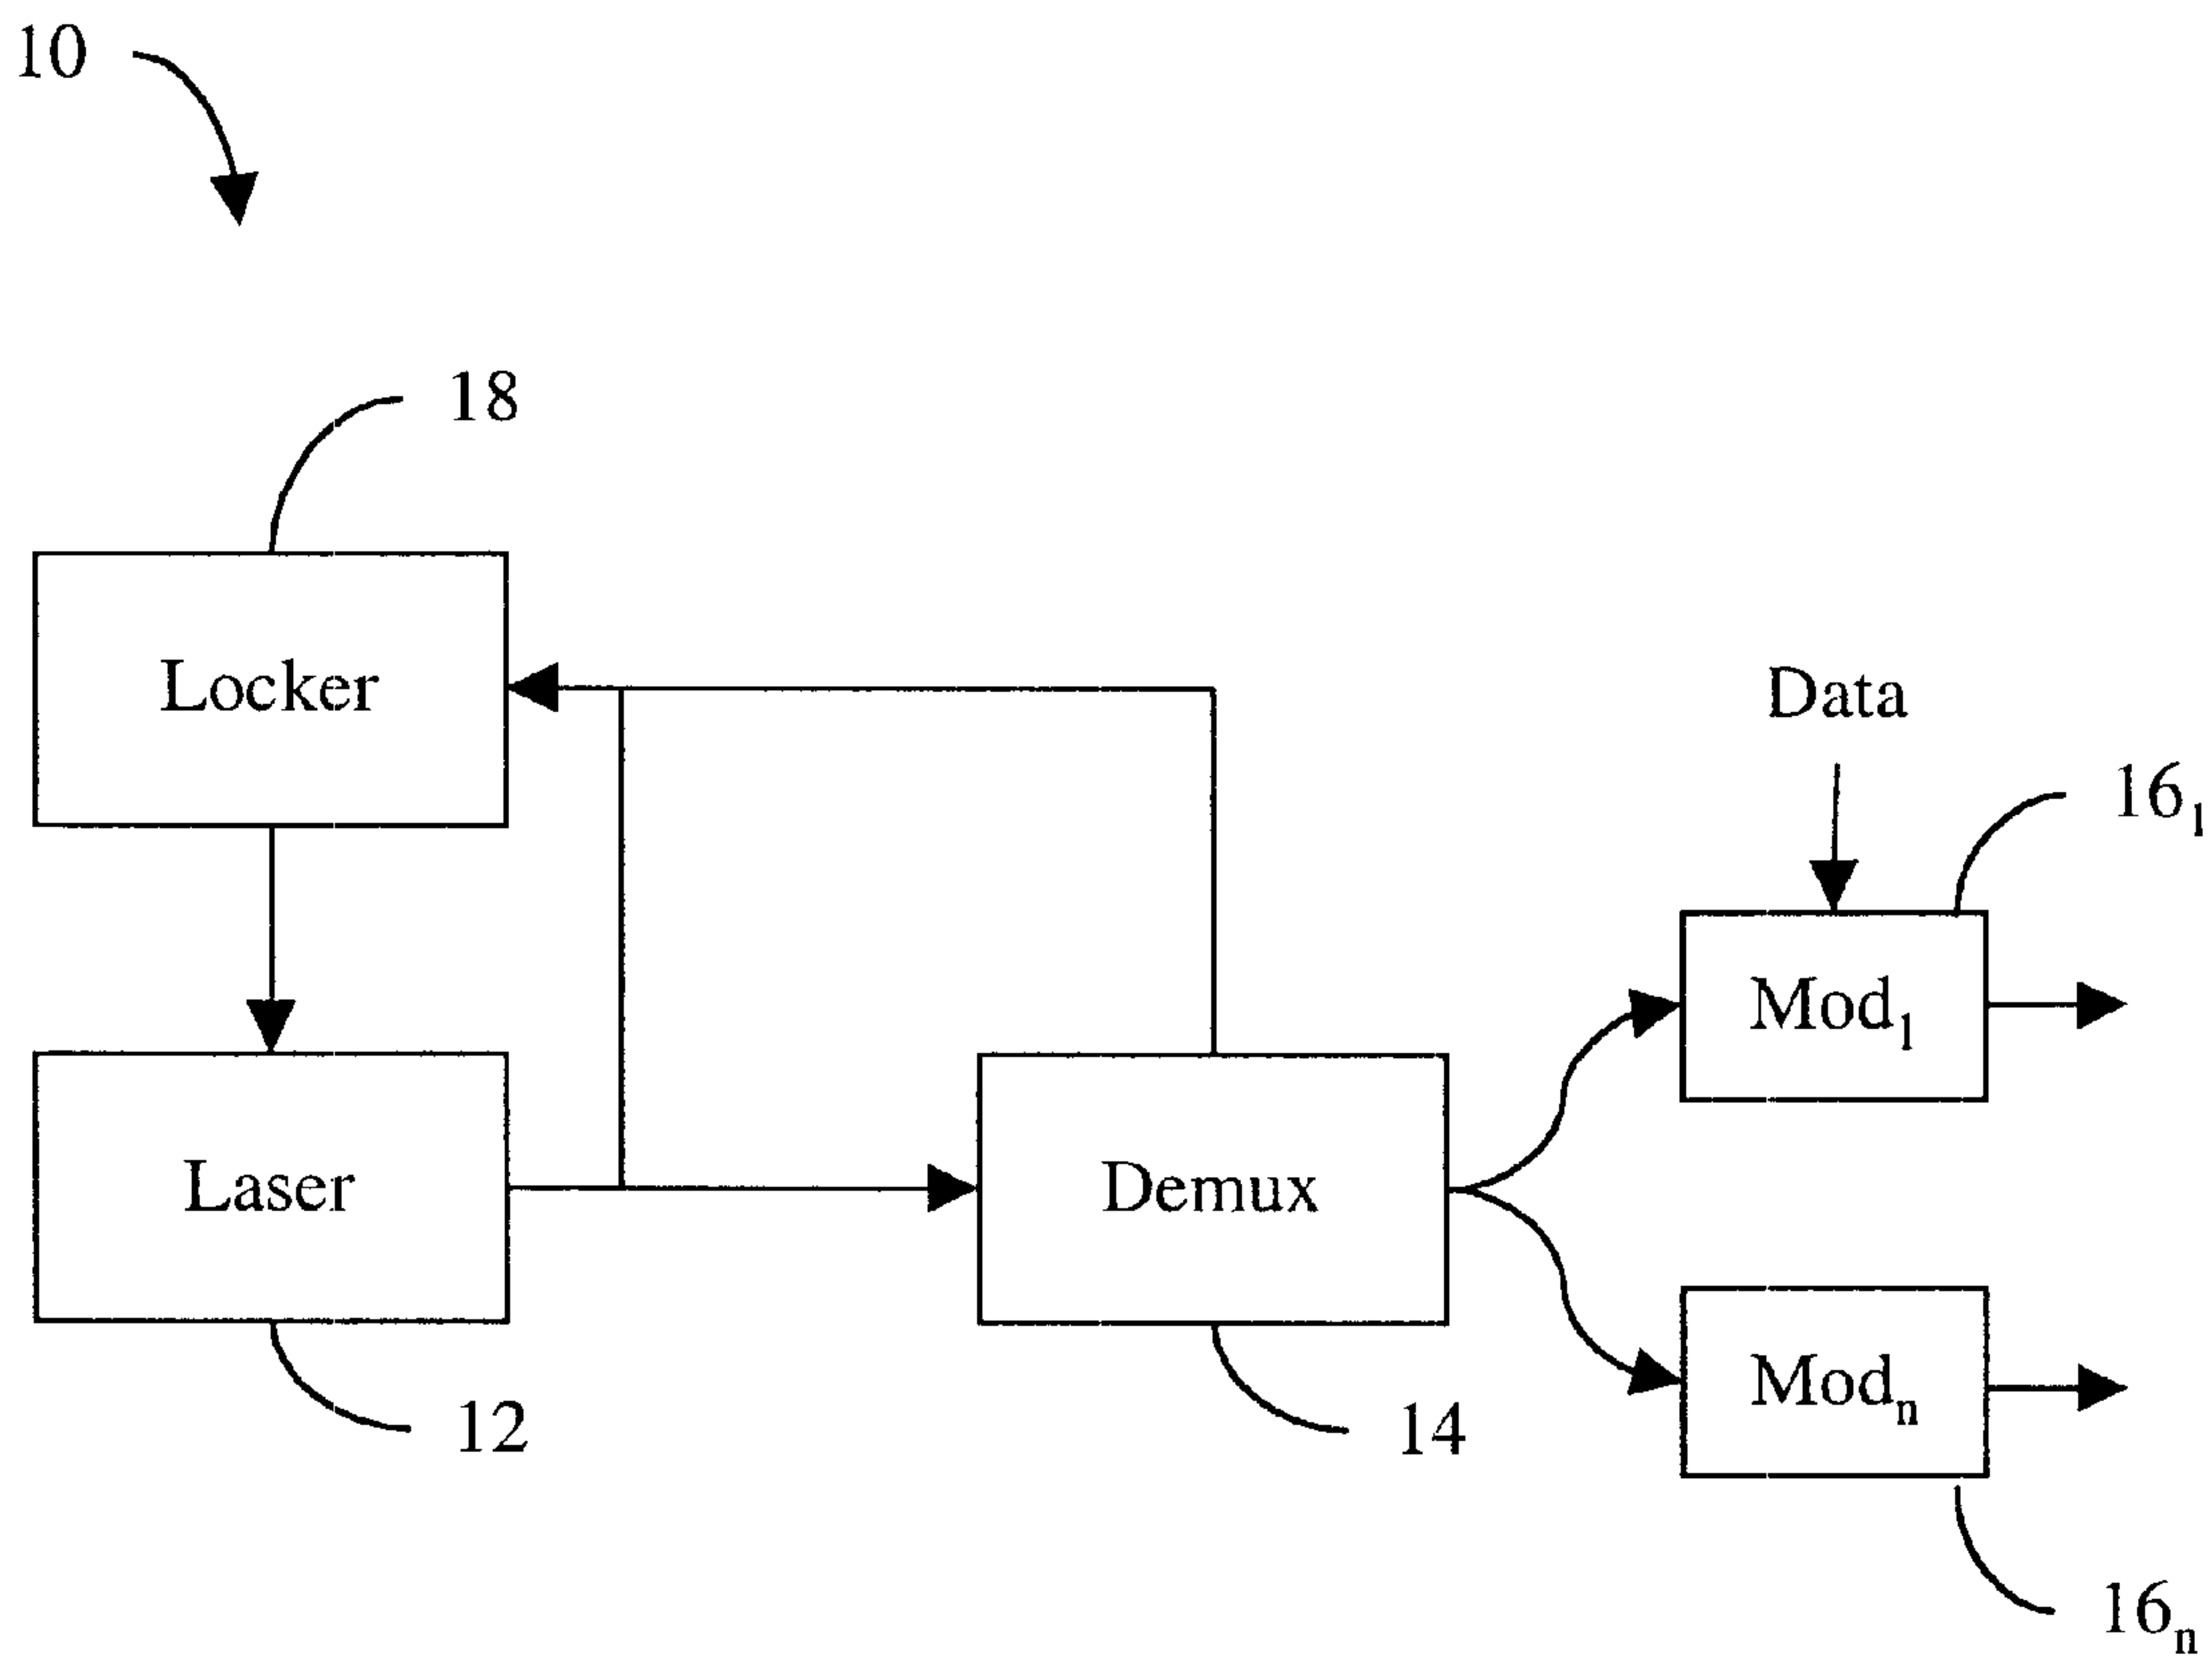 10
18
Locker
Data
16₁
Mod₁
Laser
Demux
Modₙ
12
14
16ₙ